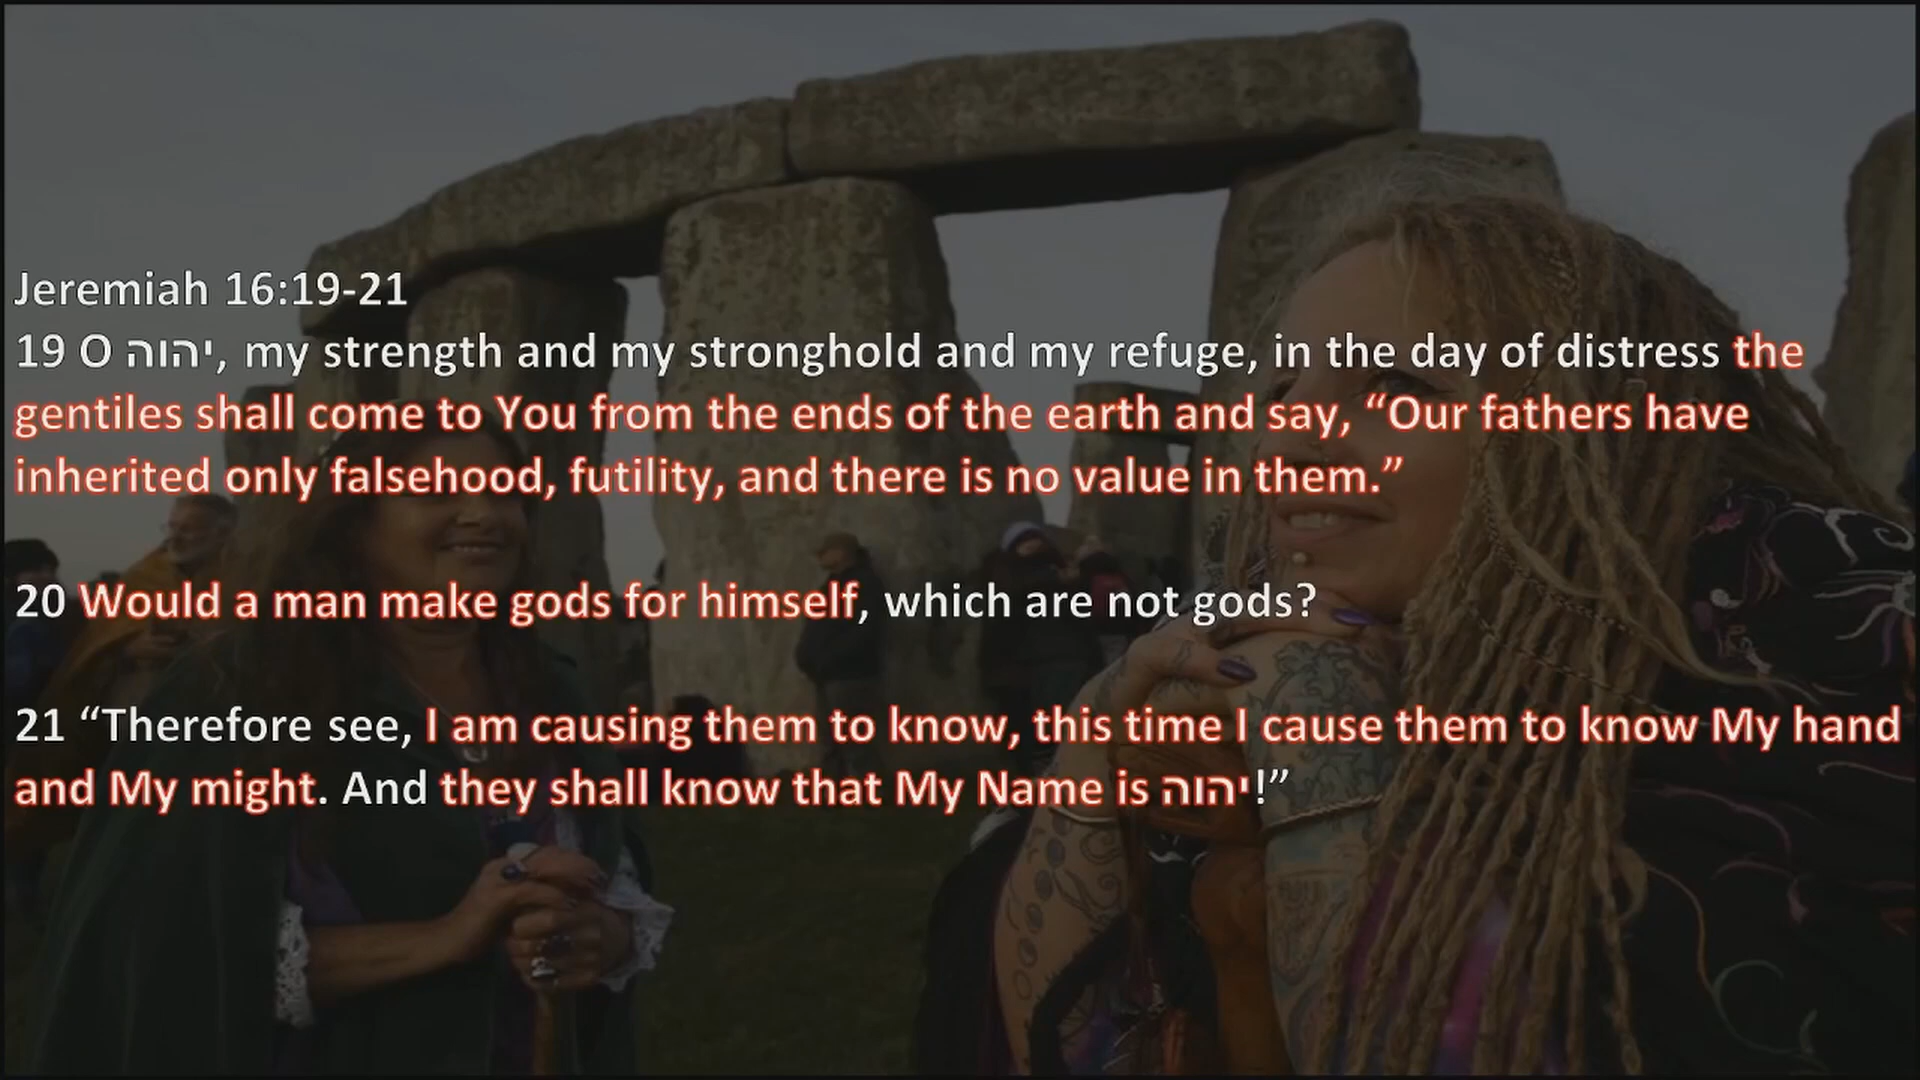 Jeremiah 16:19-21
19 O יהוה, my strength and my stronghold and my refuge, in the day of distress the
gentiles shall come to You from the ends of the earth and say, “Our fathers have
inherited only falsehood, futility, and there is no value in them.”
20 Would a man make gods for himself, which are not gods?
21 “Therefore see, I am causing them to know, this time I cause them to know My hand
and My might. And they shall know that My Name is יהוה!”